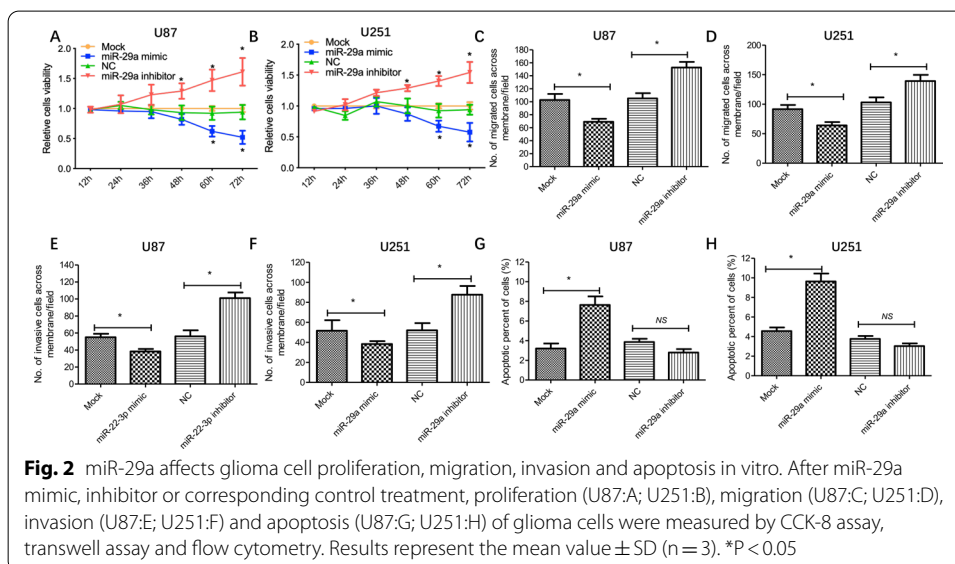 A U87
Relative cells viability
2.0
1.5
1.0
0.5
0.0
Mock
miR-29a mimic
NC
miR-29a inhibitor
* * *
* *
12h 24h 36h 48h 60h 72h
B U251
Relative cells viability
2.0
1.5
1.0
0.5
0.0
Mock
miR-29a mimic
NC
miR-29a inhibitor
* * *
* *
12h 24h 36h 48h 60h 72h
C U87
No. of migrated cells across
membrane/field
200
180
160
140
120
100
80
60
40
20
0
*
*
Mock
miR-29a mimic
NC
miR-29a inhibitor
D U251
No. of migrated cells across
membrane/field
250
200
150
100
50
0
*
*
Mock
miR-29a mimic
NC
miR-29a inhibitor
E U87
No. of invasive cells across
membrane/field
140
120
100
80
60
40
20
0
*
*
Mock
miR-22-3p mimic
NC
miR-22-3p inhibitor
F U251
No. of invasive cells across
membrane/field
140
120
100
80
60
40
20
0
*
*
Mock
miR-29a mimic
NC
miR-29a inhibitor
G U87
Apoptotic percent of cells (%)
12
10
8
6
4
2
0
*
NS
Mock
miR-29a mimic
NC
miR-29a inhibitor
H U251
Apoptotic percent of cells (%)
12
10
8
6
4
2
0
*
NS
Mock
miR-29a mimic
NC
miR-29a inhibitor
Fig. 2 miR-29a affects glioma cell proliferation, migration, invasion and apoptosis in vitro. After miR-29a
mimic, inhibitor or corresponding control treatment, proliferation (U87:A; U251:B), migration (U87:C; U251:D),
invasion (U87:E; U251:F) and apoptosis (U87:G; U251:H) of glioma cells were measured by CCK-8 assay,
transwell assay and flow cytometry. Results represent the mean value ± SD (n = 3). *P < 0.05